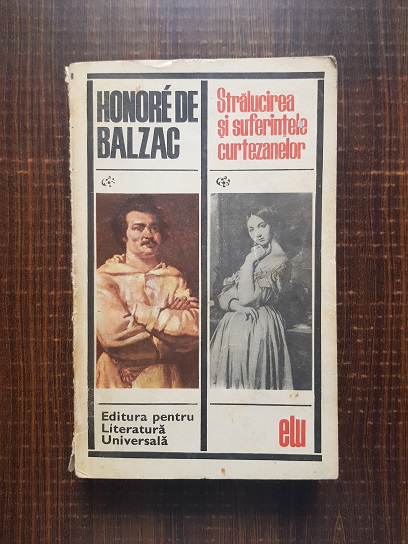 HONORÉ DE
BALZAC
Strălucirea
și suferințele
curtezanelor
Editura pentru
Literatură
Universală
elu